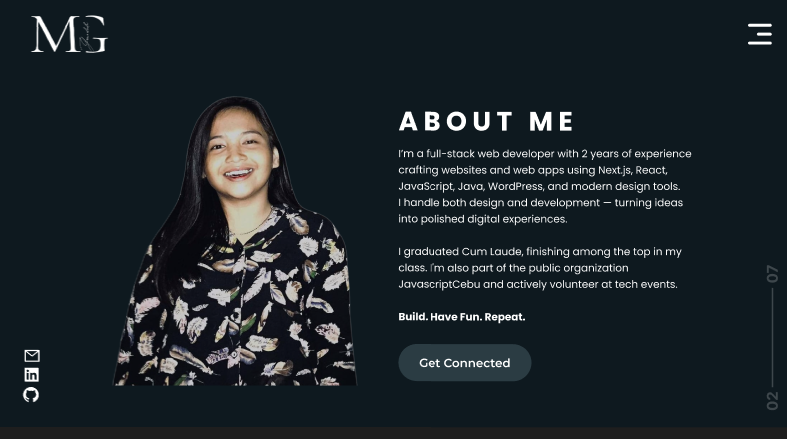 MG
ABOUT ME
I'm a full-stack web developer with 2 years of experience
crafting websites and web apps using Next.js, React,
JavaScript, Java, WordPress, and modern design tools.
I handle both design and development — turning ideas
into polished digital experiences.
I graduated Cum Laude, finishing among the top in my
class. I'm also part of the public organization
JavascriptCebu and actively volunteer at tech events.
Build. Have Fun. Repeat.
Get Connected
in
07
02